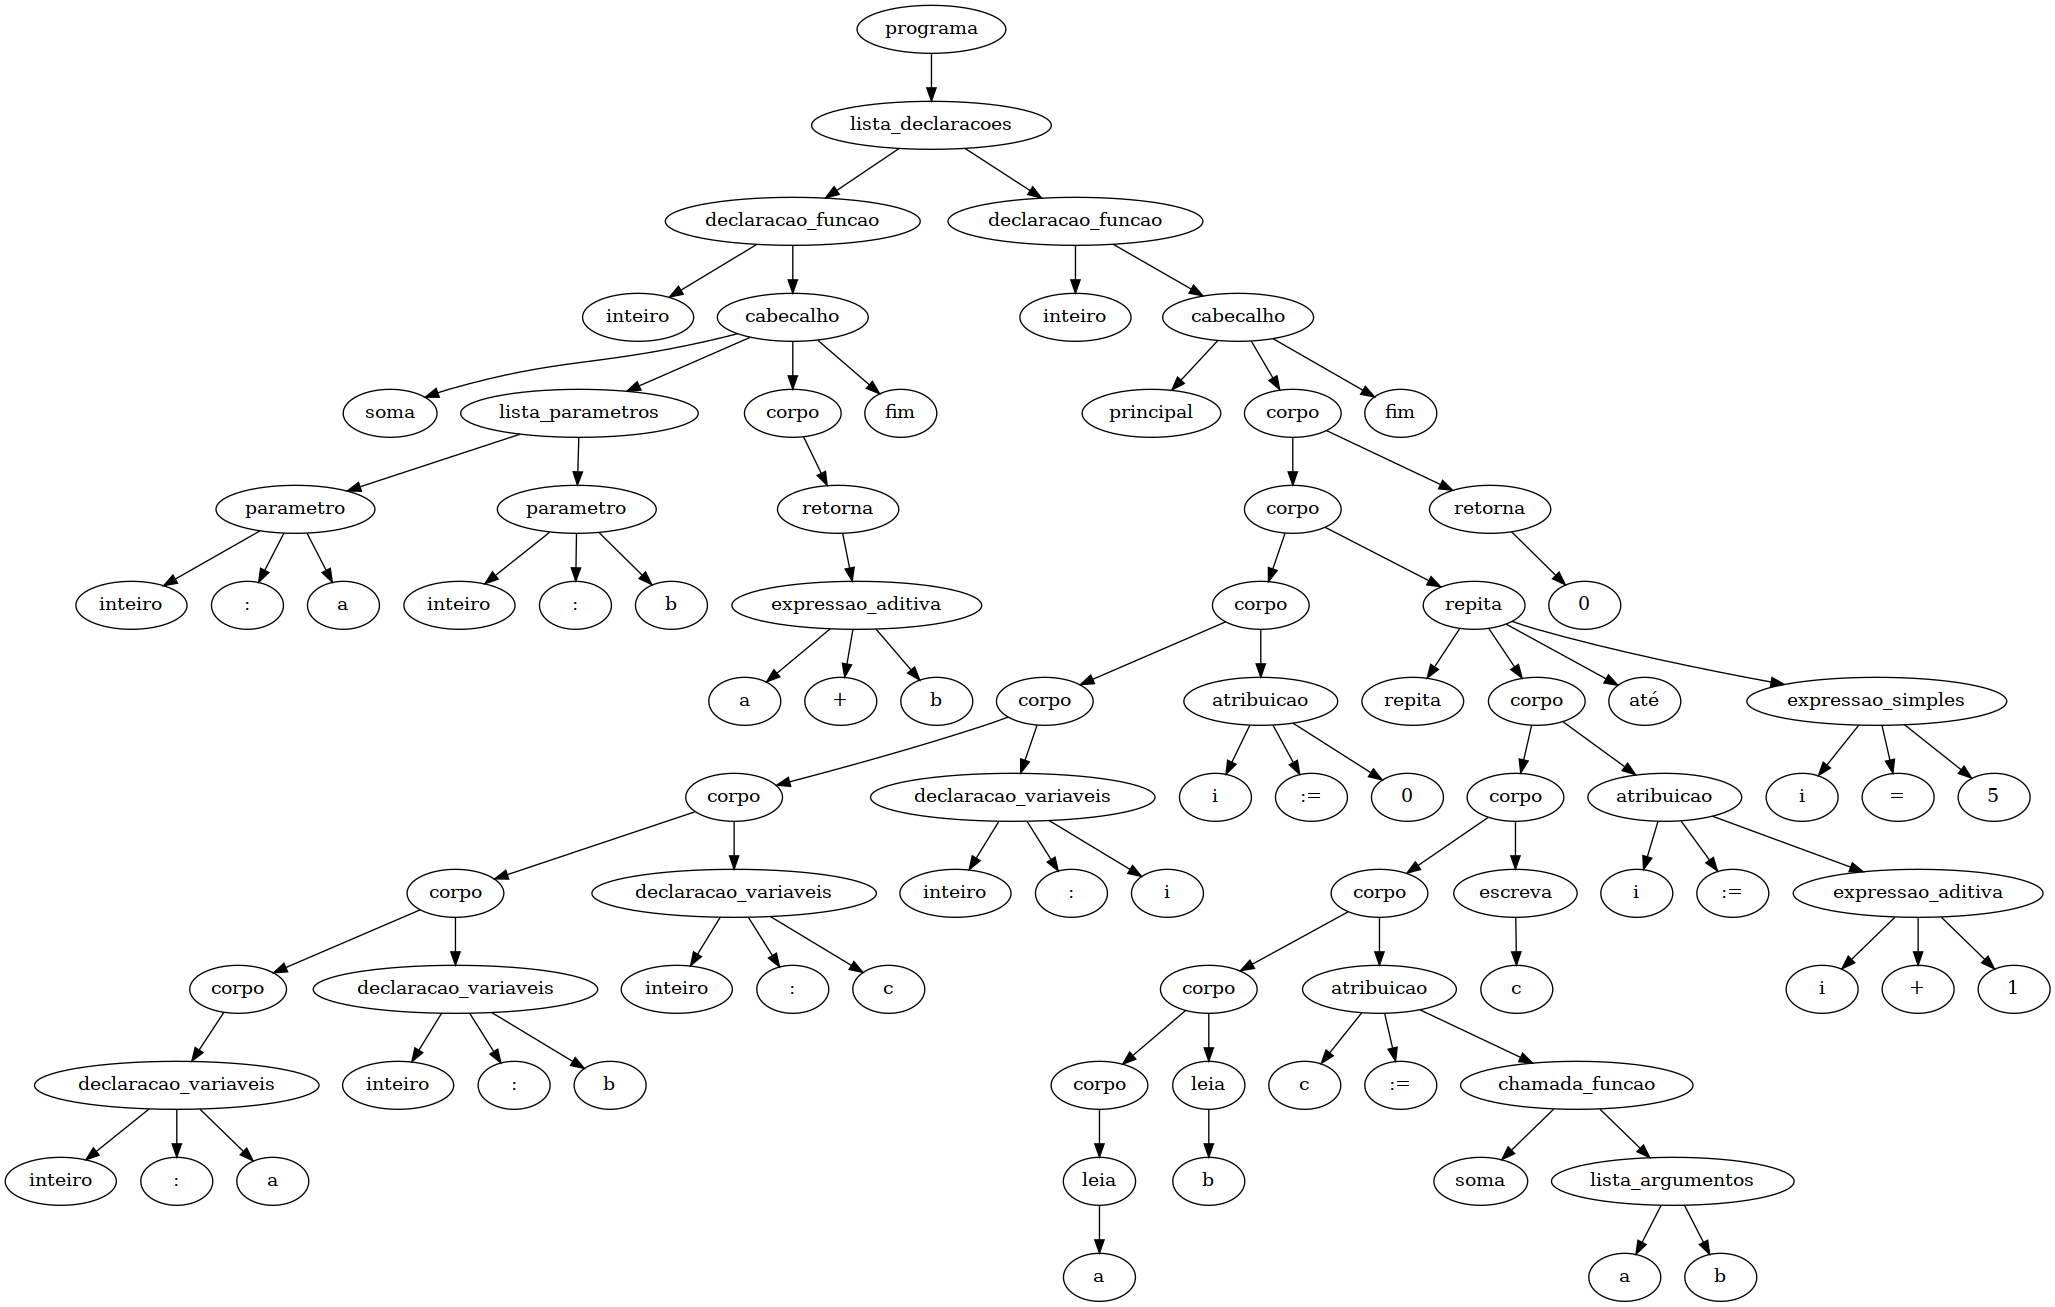 programa
lista_declaracoes
declaracao_funcao declaracao_funcao
inteiro cabecalho inteiro cabecalho
soma lista_parametros corpo fim principal corpo fim
parametro parametro retorna corpo retorna
inteiro : a inteiro : b expressao_aditiva corpo repita 0
a + b corpo atribuicao repita corpo até expressao_simples
corpo declaracao_variaveis i := 0 corpo atribuicao i = 5
corpo declaracao_variaveis inteiro : i corpo escreva i := expressao_aditiva
corpo declaracao_variaveis inteiro : c corpo atribuicao c i + 1
declaracao_variaveis inteiro : b corpo leia c := chamada_funcao
inteiro : a leia b soma lista_argumentos
a a b